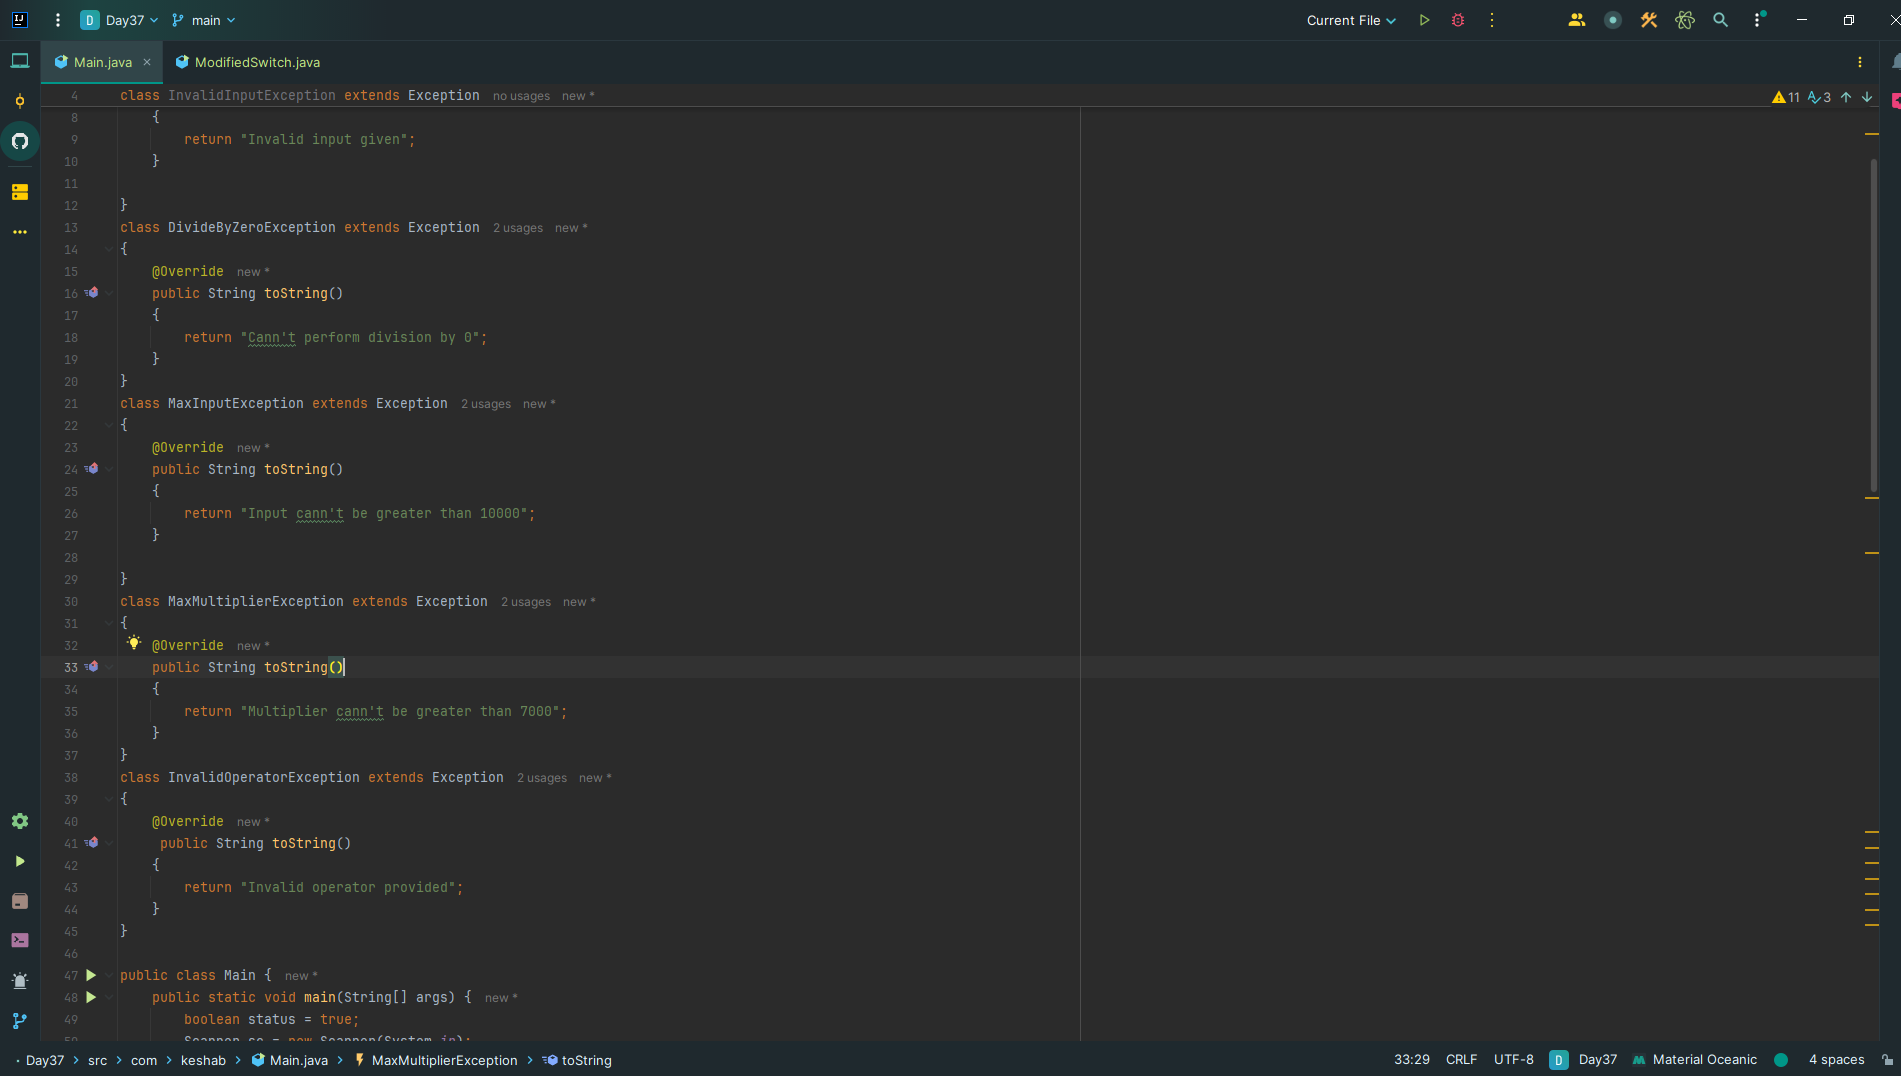 IJ D Day37 main Current File
Main.java ModifiedSwitch.java
4 class InvalidInputException extends Exception no usages new * 11 3
8 {
9 return "Invalid input given";
10 }
11
12 }
13 class DivideByZeroException extends Exception 2 usages new *
14 {
15 @Override new *
16 public String toString()
17 {
18 return "Cann't perform division by 0";
19 }
20 }
21 class MaxInputException extends Exception 2 usages new *
22 {
23 @Override new *
24 public String toString()
25 {
26 return "Input cann't be greater than 10000";
27 }
28
29 }
30 class MaxMultiplierException extends Exception 2 usages new *
31 {
32 @Override new *
33 public String toString()
34 {
35 return "Multiplier cann't be greater than 7000";
36 }
37 }
38 class InvalidOperatorException extends Exception 2 usages new *
39 {
40 @Override new *
41 public String toString()
42 {
43 return "Invalid operator provided";
44 }
45 }
46
47 public class Main { new *
48 public static void main(String[] args) { new *
49 boolean status = true;
50 Scanner sc = new Scanner(System.in);
Day37 > src > com > keshab > Main.java > MaxMultiplierException > toString 33:29 CRLF UTF-8 D Day37 Material Oceanic 4 spaces